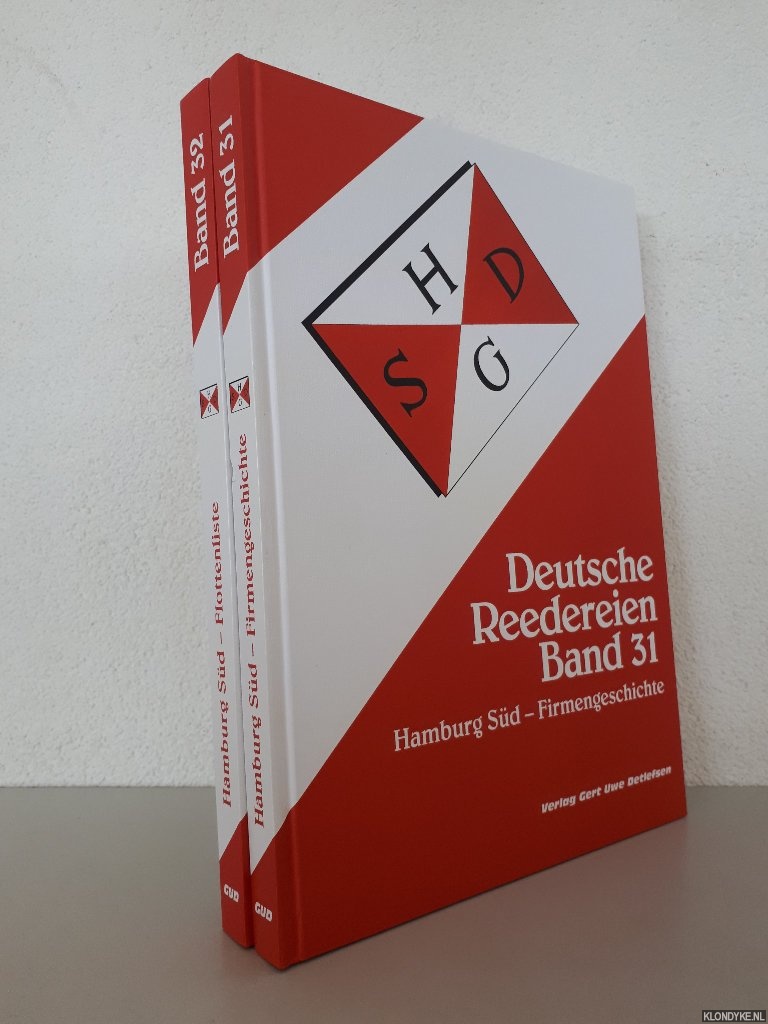 Band 32
Hamburg Süd – Flottenliste
GUD
Band 31
H
G
Hamburg Süd – Firmengeschichte
GUD
H D
S G
Deutsche
Reedereien
Band 31
Hamburg Süd – Firmengeschichte
Verlag Gert Uwe Detlefsen
KLONDYKE.NL